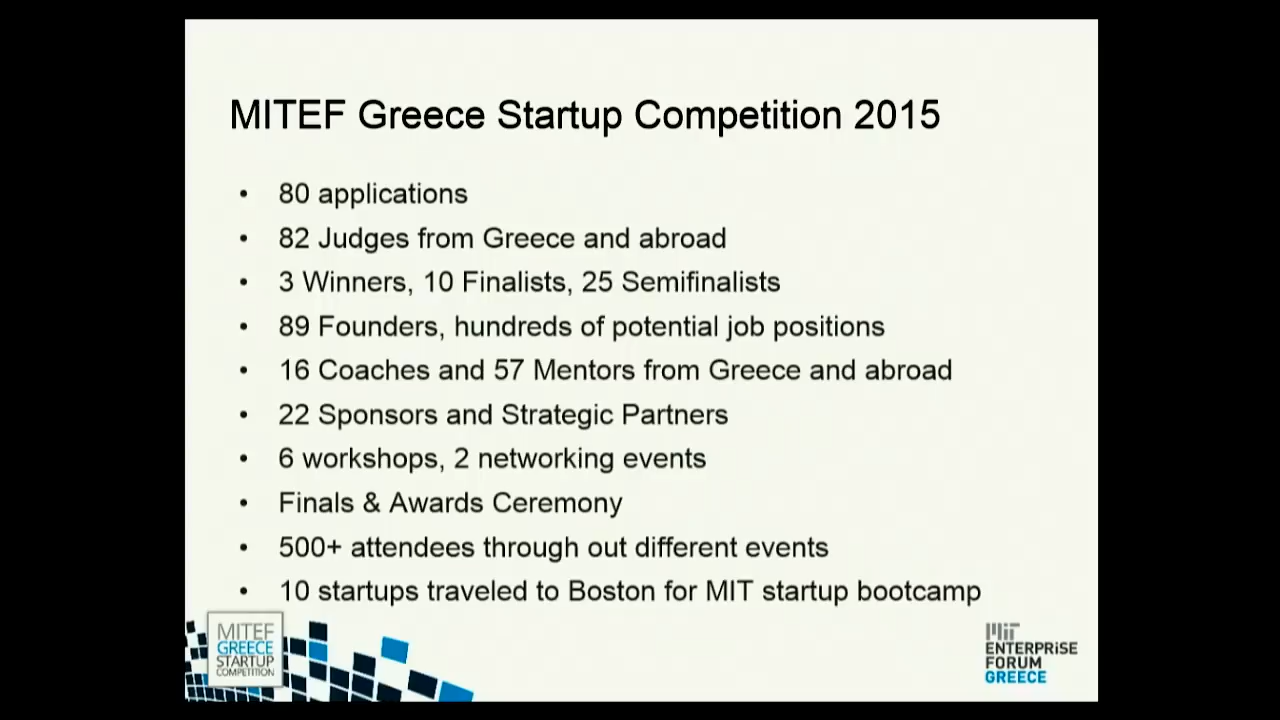 MITEF Greece Startup Competition 2015
• 80 applications
• 82 Judges from Greece and abroad
• 3 Winners, 10 Finalists, 25 Semifinalists
• 89 Founders, hundreds of potential job positions
• 16 Coaches and 57 Mentors from Greece and abroad
• 22 Sponsors and Strategic Partners
• 6 workshops, 2 networking events
• Finals & Awards Ceremony
• 500+ attendees through out different events
• 10 startups traveled to Boston for MIT startup bootcamp
MITEF
GREECE
STARTUP
COMPETITION
MiT
ENTERPRiSE
FORUM
GREECE